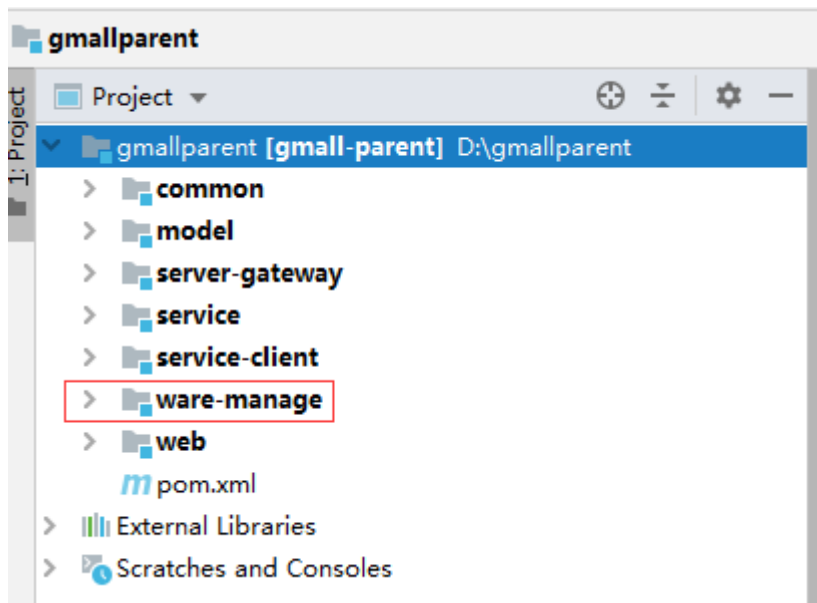 gmallparent
1: Project
Project
gmallparent [gmall-parent] D:\gmallparent
common
model
server-gateway
service
service-client
ware-manage
web
pom.xml
External Libraries
Scratches and Consoles